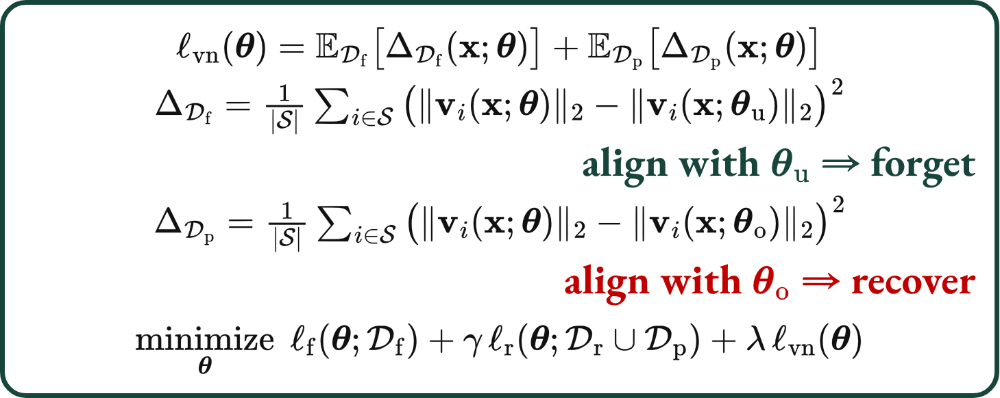 ℓ_vn(𝜽) = 𝔼_{𝒟_f}[Δ_{𝒟_f}(𝐱; 𝜽)] + 𝔼_{𝒟_p}[Δ_{𝒟_p}(𝐱; 𝜽)]
Δ_{𝒟_f} = 1/|𝒮| ∑_{i∈𝒮} (‖𝐯_i(𝐱; 𝜽)‖_2 − ‖𝐯_i(𝐱; 𝜽_u)‖_2)^2
align with 𝜽_u ⇒ forget
Δ_{𝒟_p} = 1/|𝒮| ∑_{i∈𝒮} (‖𝐯_i(𝐱; 𝜽)‖_2 − ‖𝐯_i(𝐱; 𝜽_o)‖_2)^2
align with 𝜽_o ⇒ recover
minimize_𝜽 ℓ_f(𝜽; 𝒟_f) + γ ℓ_r(𝜽; 𝒟_r ∪ 𝒟_p) + λ ℓ_vn(𝜽)